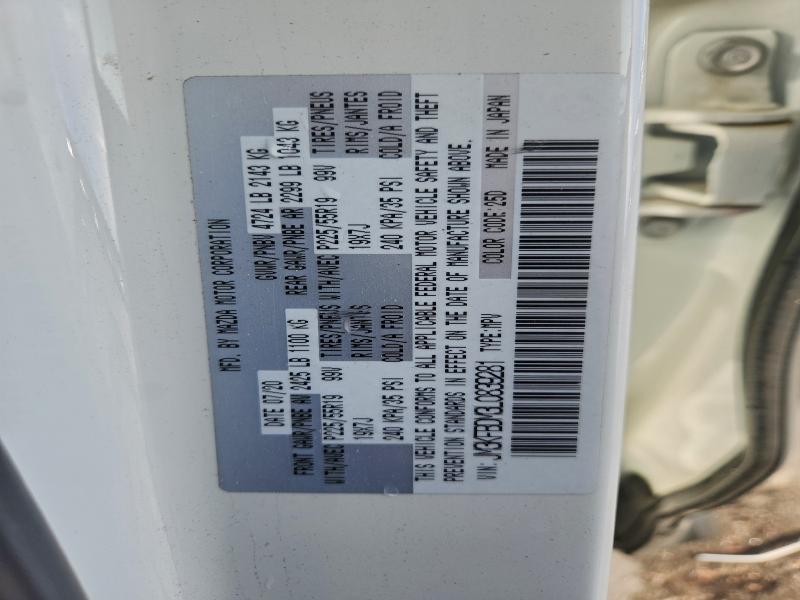 MFD. BY MAZDA MOTOR CORPORATION
DATE 07/20 GVWR/PNBV 4724 LB 2143 KG
FRONT GAWR/PNBE AV 2425 LB 1100 KG REAR GAWR/PNBE AR 2299 LB 1043 KG
WITH/AVEC P225/55R19 99V TIRES/PNEUS WITH/AVEC P225/55R19 99V TIRES/PNEUS
19X7J RIMS/JANTES 19X7J RIMS/JANTES
240 KPA/35 PSI COLD/A FROID 240 KPA/35 PSI COLD/A FROID
THIS VEHICLE CONFORMS TO ALL APPLICABLE FEDERAL MOTOR VEHICLE SAFETY AND THEFT
PREVENTION STANDARDS IN EFFECT ON THE DATE OF MANUFACTURE SHOWN ABOVE.
VIN: TYPE:MPV COLOR CODE:25D MADE IN JAPAN